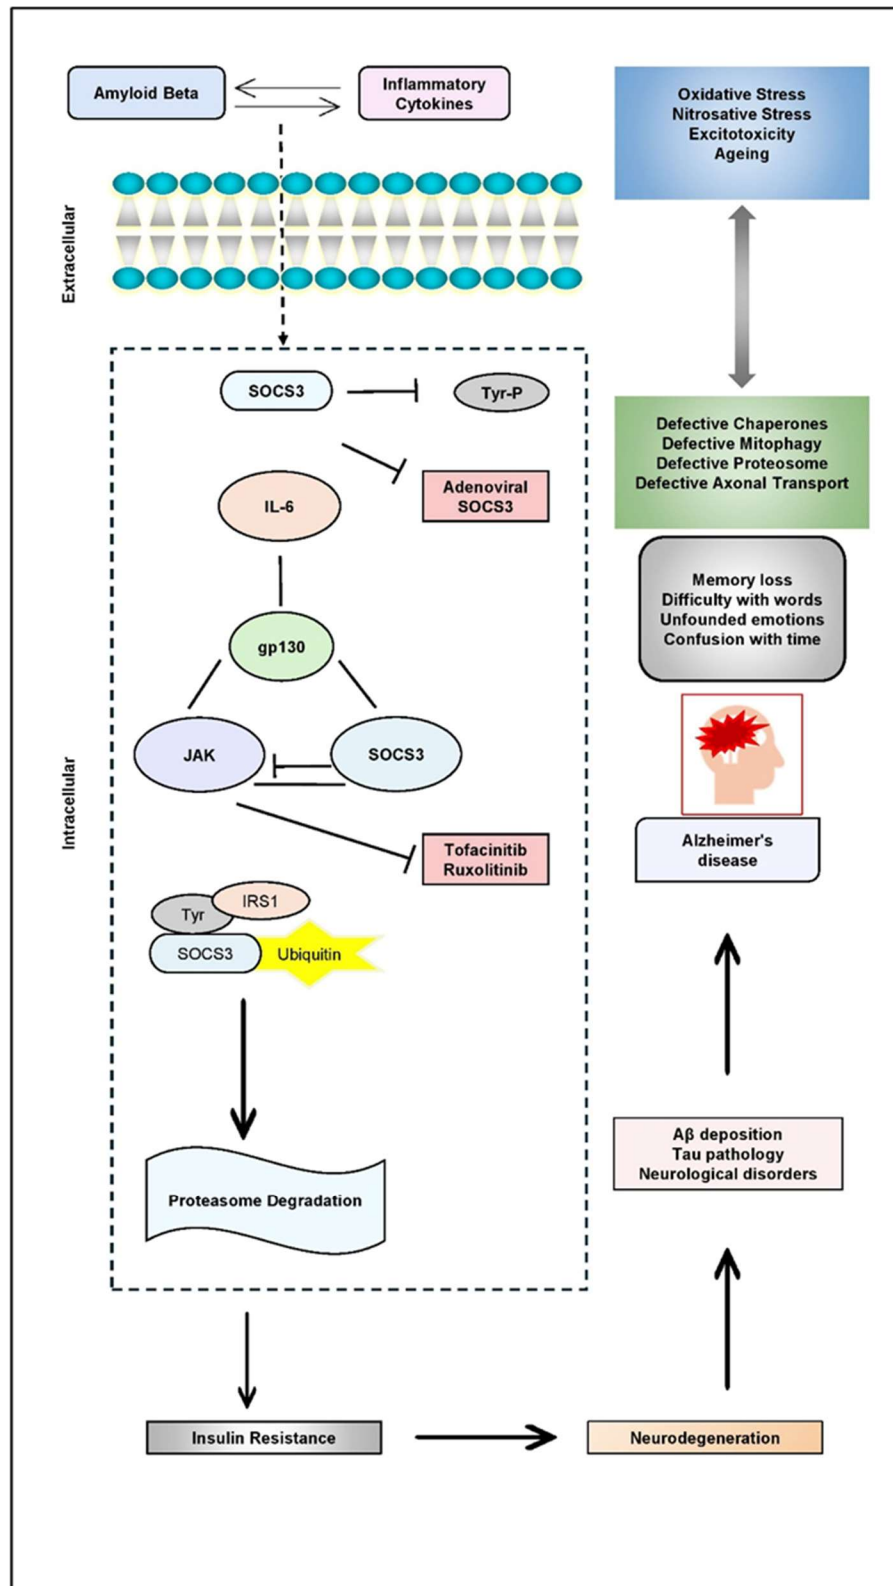 Amyloid Beta
Inflammatory
Cytokines
Extracellular
SOCS3
Tyr-P
Adenoviral
SOCS3
IL-6
gp130
JAK
SOCS3
Intracellular
Tofacinitib
Ruxolitinib
IRS1
Tyr
SOCS3
Ubiquitin
Proteasome Degradation
Insulin Resistance
Neurodegeneration
Aβ deposition
Tau pathology
Neurological disorders
Alzheimer's
disease
Memory loss
Difficulty with words
Unfounded emotions
Confusion with time
Defective Chaperones
Defective Mitophagy
Defective Proteosome
Defective Axonal Transport
Oxidative Stress
Nitrosative Stress
Excitotoxicity
Ageing